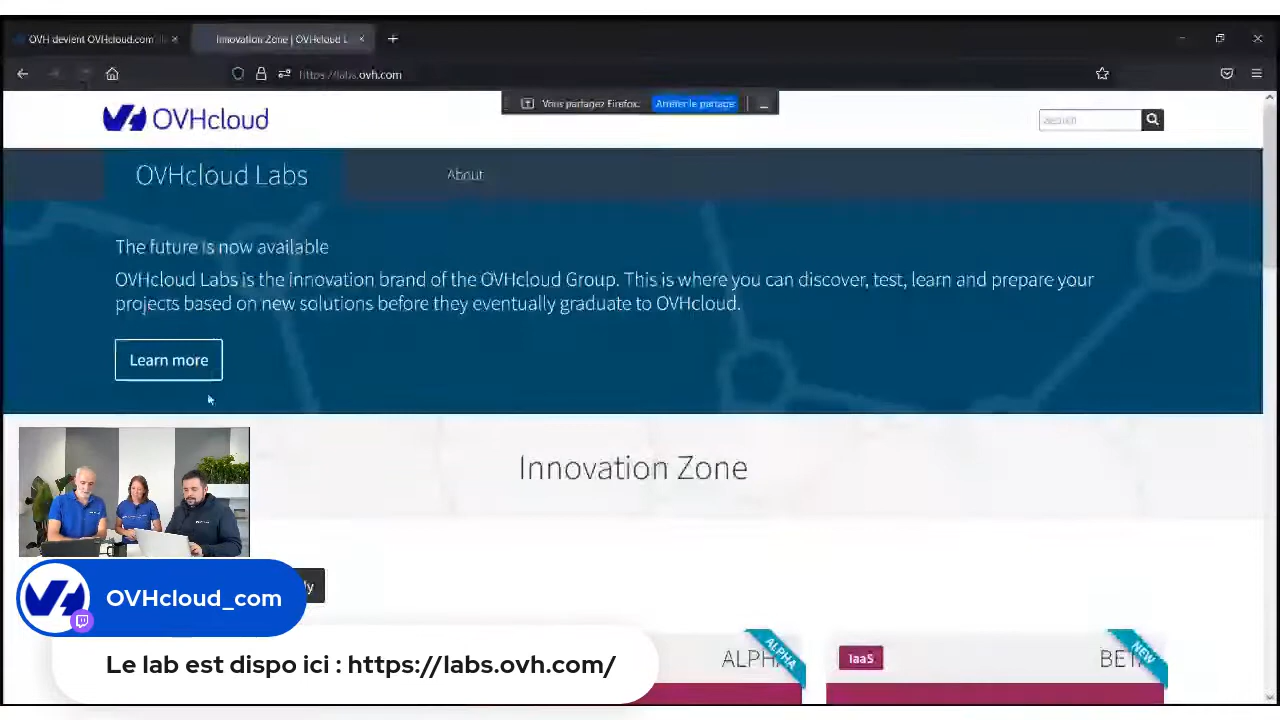 OVH devient OVHcloud.com
Innovation Zone | OVHcloud L
https://labs.ovh.com
Vous partagez Firefox.
Arrêter le partage
OVHcloud
Search
OVHcloud Labs
About
The future is now available
OVHcloud Labs is the innovation brand of the OVHcloud Group. This is where you can discover, test, learn and prepare your
projects based on new solutions before they eventually graduate to OVHcloud.
Learn more
Innovation Zone
ly
OVHcloud_com
Le lab est dispo ici : https://labs.ovh.com/
ALPHA
ALPHA
IaaS
BETA
NEW